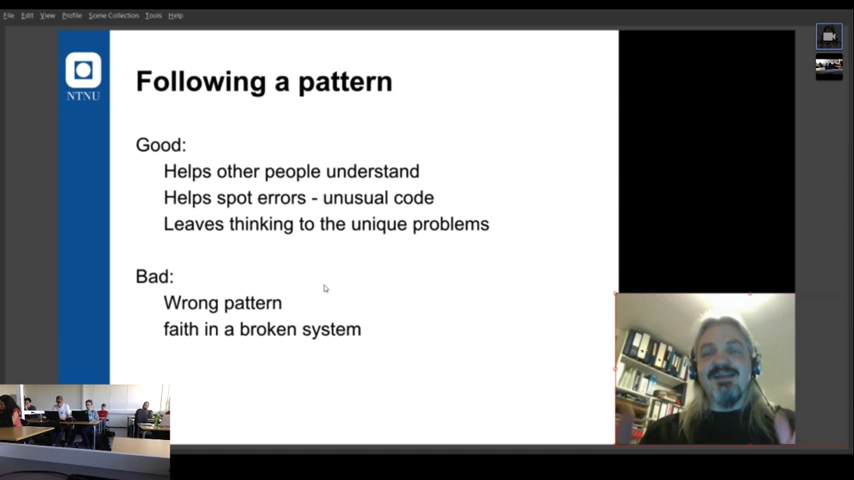 File Edit View Profile Scene Collection Tools Help
NTNU
Following a pattern
Good:
Helps other people understand
Helps spot errors - unusual code
Leaves thinking to the unique problems
Bad:
Wrong pattern
faith in a broken system